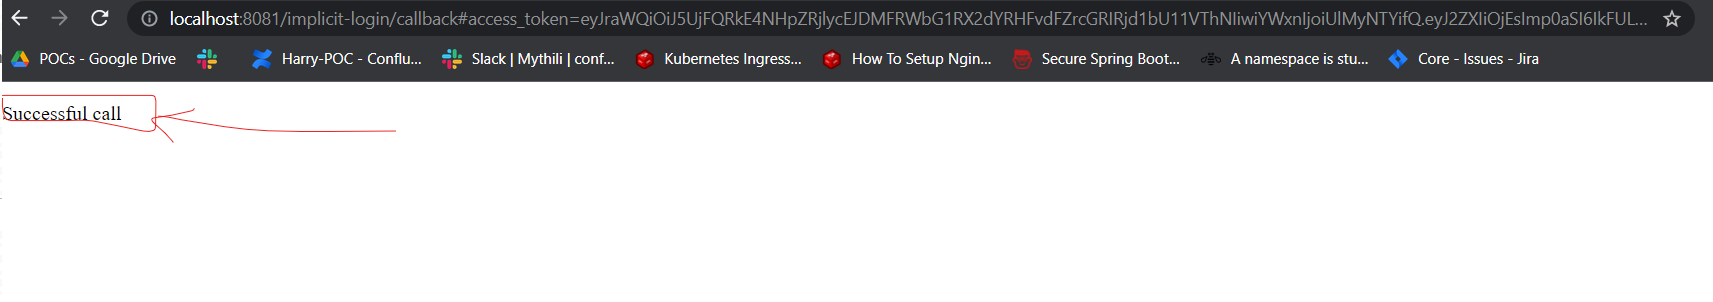 localhost:8081/implicit-login/callback#access_token=eyJraWQiOiJ5UjFQRkE4NHpZRjlycEJDMFRWbG1RX2dYRHFvdFZrcGRIRjd1bU11VThNIiwiYWxnIjoiUlMyNTYifQ.eyJ2ZXIiOjEsImp0aSI6IkFUL...
POCs - Google Drive Harry-POC - Conflu... Slack | Mythili | conf... Kubernetes Ingress... How To Setup Ngin... Secure Spring Boot... A namespace is stu... Core - Issues - Jira
Successful call